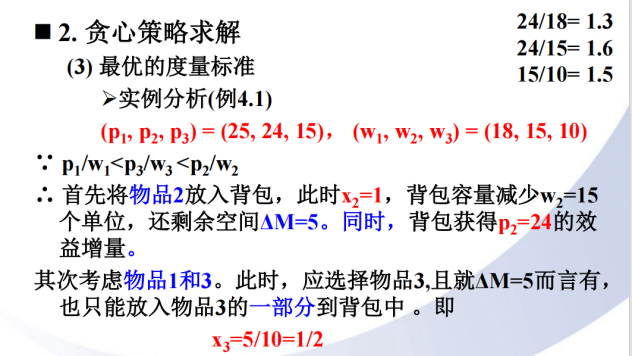 ■ 2. 贪心策略求解
24/18= 1.3
24/15= 1.6
15/10= 1.5
(3) 最优的度量标准
➢实例分析(例4.1)
(p1, p2, p3) = (25, 24, 15), (w1, w2, w3) = (18, 15, 10)
∵ p1/w1<p3/w3 <p2/w2
∴ 首先将物品2放入背包，此时x2=1，背包容量减少w2=15
个单位，还剩余空间ΔM=5。同时，背包获得p2=24的效
益增量。
其次考虑物品1和3。此时，应选择物品3,且就ΔM=5而言有，
也只能放入物品3的一部分到背包中 。即
x3=5/10=1/2